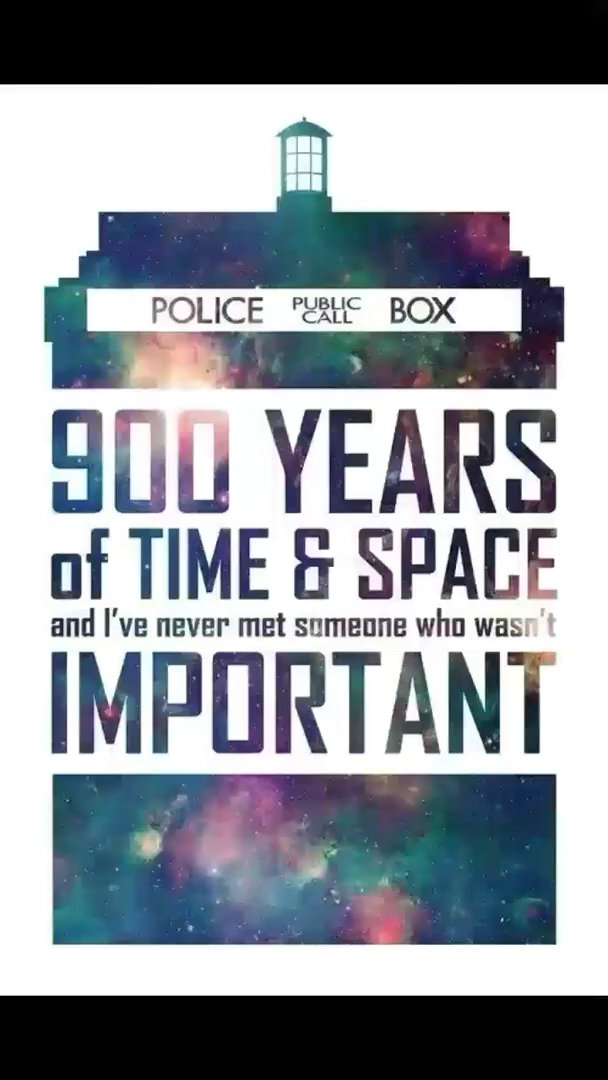 POLICE PUBLIC CALL BOX
900 YEARS
of TIME & SPACE
and I've never met someone who wasn't
IMPORTANT